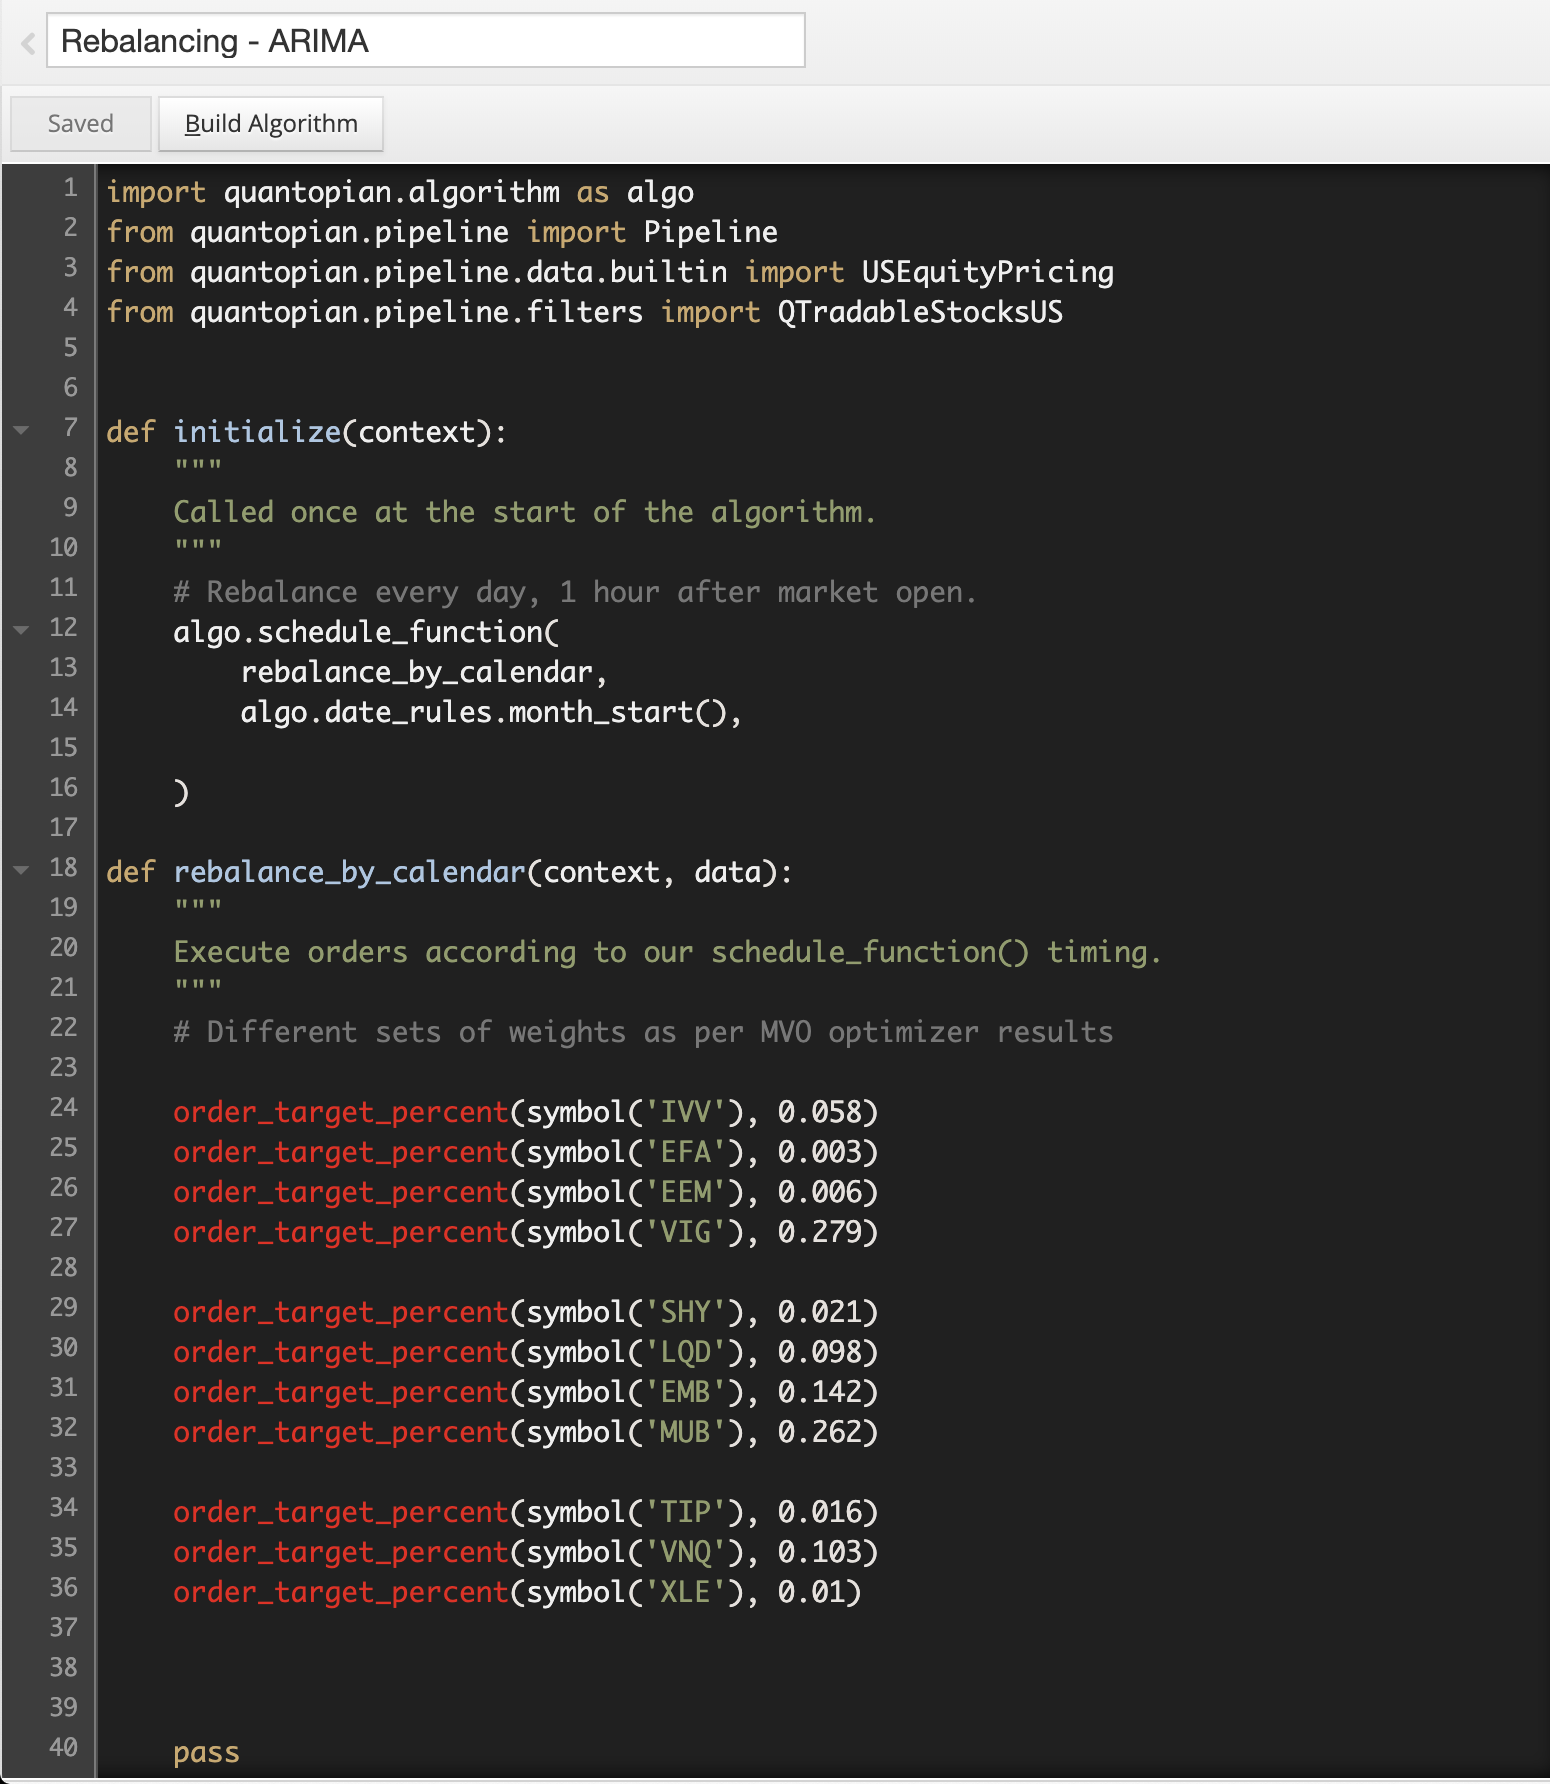 Rebalancing - ARIMA
Saved
Build Algorithm
1 import quantopian.algorithm as algo
2 from quantopian.pipeline import Pipeline
3 from quantopian.pipeline.data.builtin import USEquityPricing
4 from quantopian.pipeline.filters import QTradableStocksUS
5
6
7 def initialize(context):
8     """
9     Called once at the start of the algorithm.
10     """
11     # Rebalance every day, 1 hour after market open.
12     algo.schedule_function(
13         rebalance_by_calendar,
14         algo.date_rules.month_start(),
15
16     )
17
18 def rebalance_by_calendar(context, data):
19     """
20     Execute orders according to our schedule_function() timing.
21     """
22     # Different sets of weights as per MVO optimizer results
23
24     order_target_percent(symbol('IVV'), 0.058)
25     order_target_percent(symbol('EFA'), 0.003)
26     order_target_percent(symbol('EEM'), 0.006)
27     order_target_percent(symbol('VIG'), 0.279)
28
29     order_target_percent(symbol('SHY'), 0.021)
30     order_target_percent(symbol('LQD'), 0.098)
31     order_target_percent(symbol('EMB'), 0.142)
32     order_target_percent(symbol('MUB'), 0.262)
33
34     order_target_percent(symbol('TIP'), 0.016)
35     order_target_percent(symbol('VNQ'), 0.103)
36     order_target_percent(symbol('XLE'), 0.01)
37
38
39
40     pass